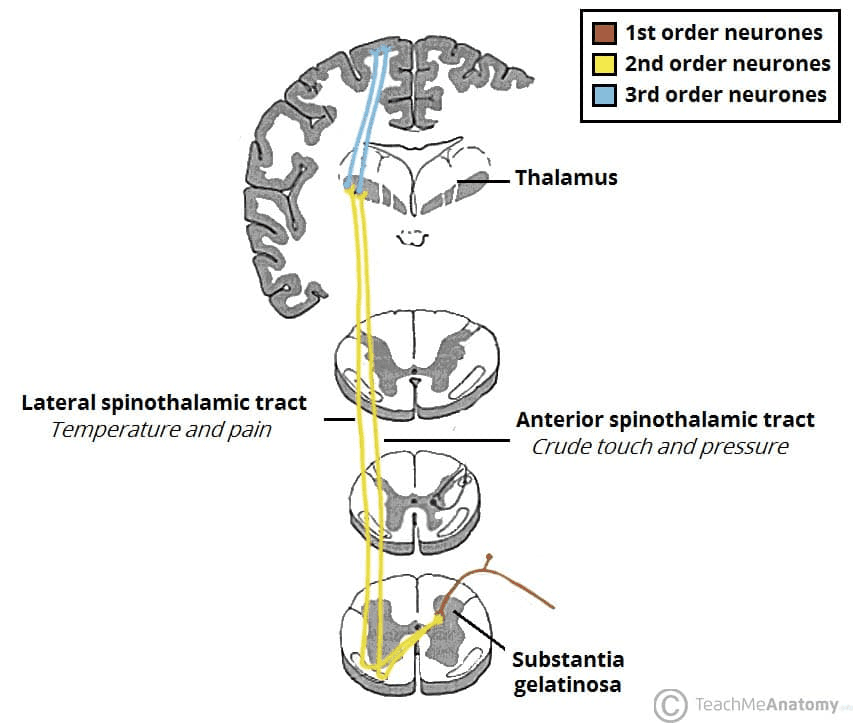 1st order neurones
2nd order neurones
3rd order neurones
Thalamus
Lateral spinothalamic tract
Temperature and pain
Anterior spinothalamic tract
Crude touch and pressure
Substantia
gelatinosa
© TeachMeAnatomy